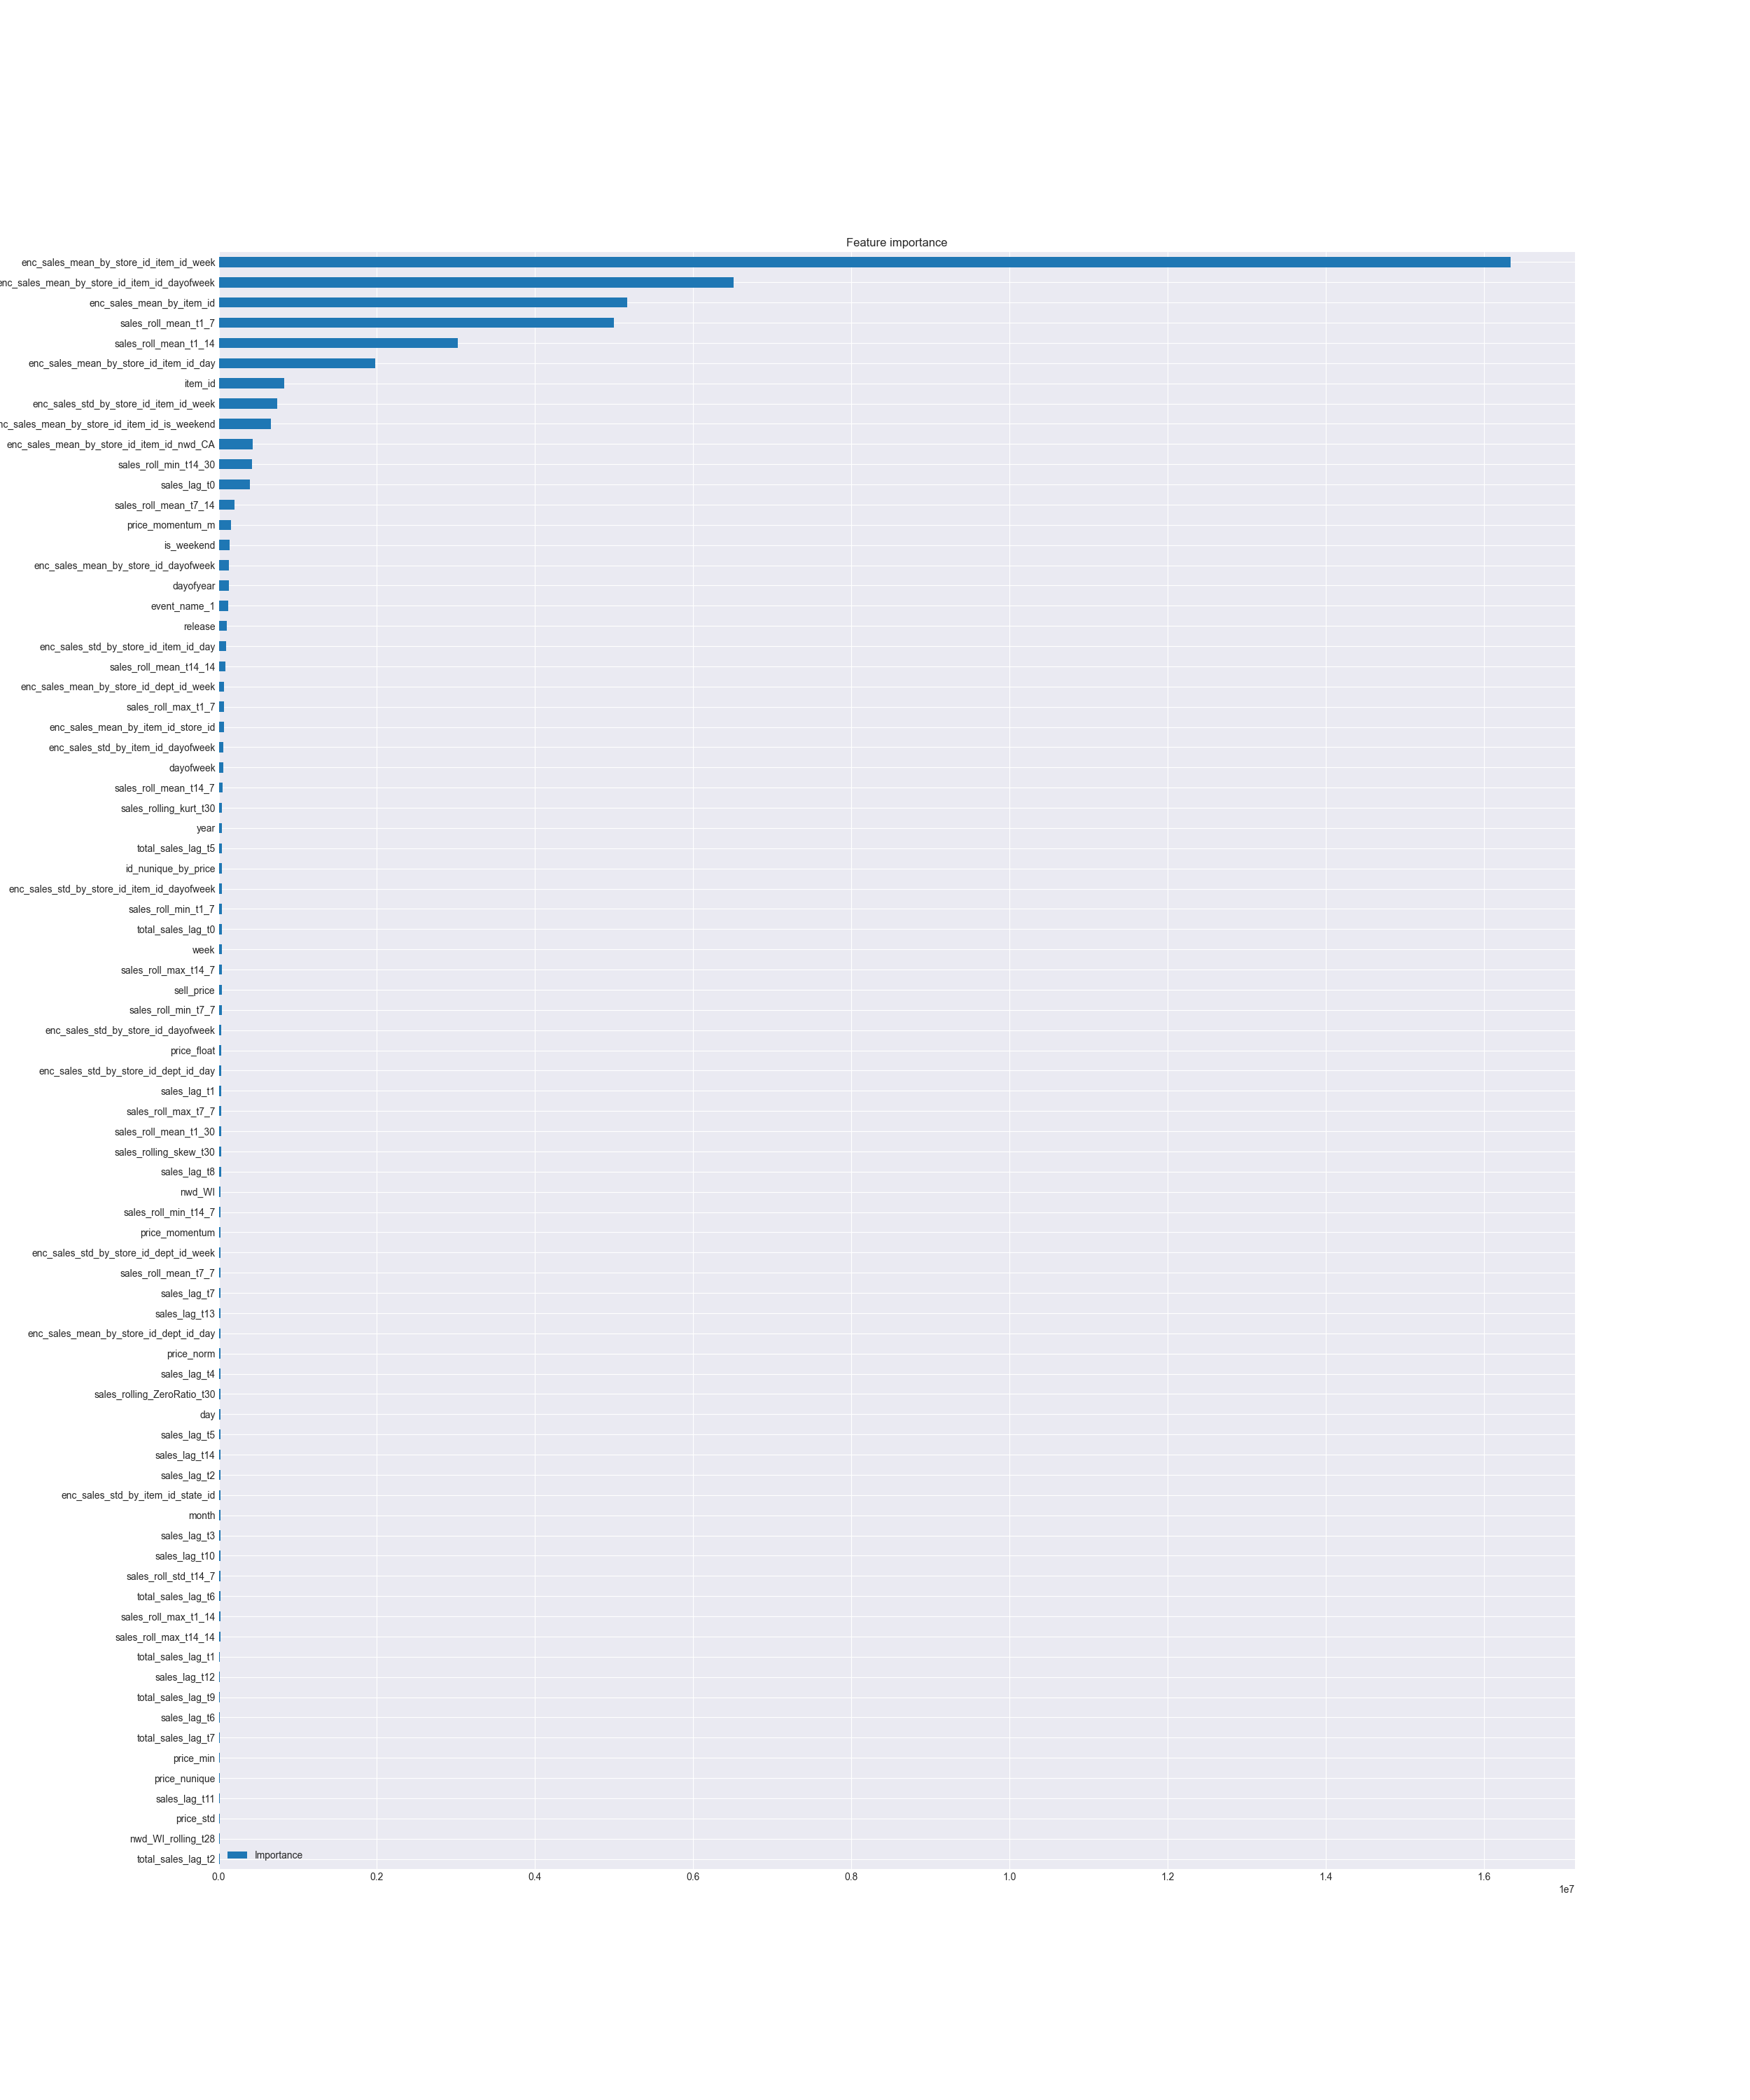 Feature importance
enc_sales_mean_by_store_id_item_id_week
enc_sales_mean_by_store_id_item_id_dayofweek
enc_sales_mean_by_item_id
sales_roll_mean_t1_7
sales_roll_mean_t1_14
enc_sales_mean_by_store_id_item_id_day
item_id
enc_sales_std_by_store_id_item_id_week
nc_sales_mean_by_store_id_item_id_is_weekend
enc_sales_mean_by_store_id_item_id_nwd_CA
sales_roll_min_t14_30
sales_lag_t0
sales_roll_mean_t7_14
price_momentum_m
is_weekend
enc_sales_mean_by_store_id_dayofweek
dayofyear
event_name_1
release
enc_sales_std_by_store_id_item_id_day
sales_roll_mean_t14_14
enc_sales_mean_by_store_id_dept_id_week
sales_roll_max_t1_7
enc_sales_mean_by_item_id_store_id
enc_sales_std_by_item_id_dayofweek
dayofweek
sales_roll_mean_t14_7
sales_rolling_kurt_t30
year
total_sales_lag_t5
id_nunique_by_price
enc_sales_std_by_store_id_item_id_dayofweek
sales_roll_min_t1_7
total_sales_lag_t0
week
sales_roll_max_t14_7
sell_price
sales_roll_min_t7_7
enc_sales_std_by_store_id_dayofweek
price_float
enc_sales_std_by_store_id_dept_id_day
sales_lag_t1
sales_roll_max_t7_7
sales_roll_mean_t1_30
sales_rolling_skew_t30
sales_lag_t8
nwd_WI
sales_roll_min_t14_7
price_momentum
enc_sales_std_by_store_id_dept_id_week
sales_roll_mean_t7_7
sales_lag_t7
sales_lag_t13
enc_sales_mean_by_store_id_dept_id_day
price_norm
sales_lag_t4
sales_rolling_ZeroRatio_t30
day
sales_lag_t5
sales_lag_t14
sales_lag_t2
enc_sales_std_by_item_id_state_id
month
sales_lag_t3
sales_lag_t10
sales_roll_std_t14_7
total_sales_lag_t6
sales_roll_max_t1_14
sales_roll_max_t14_14
total_sales_lag_t1
sales_lag_t12
total_sales_lag_t9
sales_lag_t6
total_sales_lag_t7
price_min
price_nunique
sales_lag_t11
price_std
nwd_WI_rolling_t28
total_sales_lag_t2
Importance
0.0 0.2 0.4 0.6 0.8 1.0 1.2 1.4 1.6
1e7